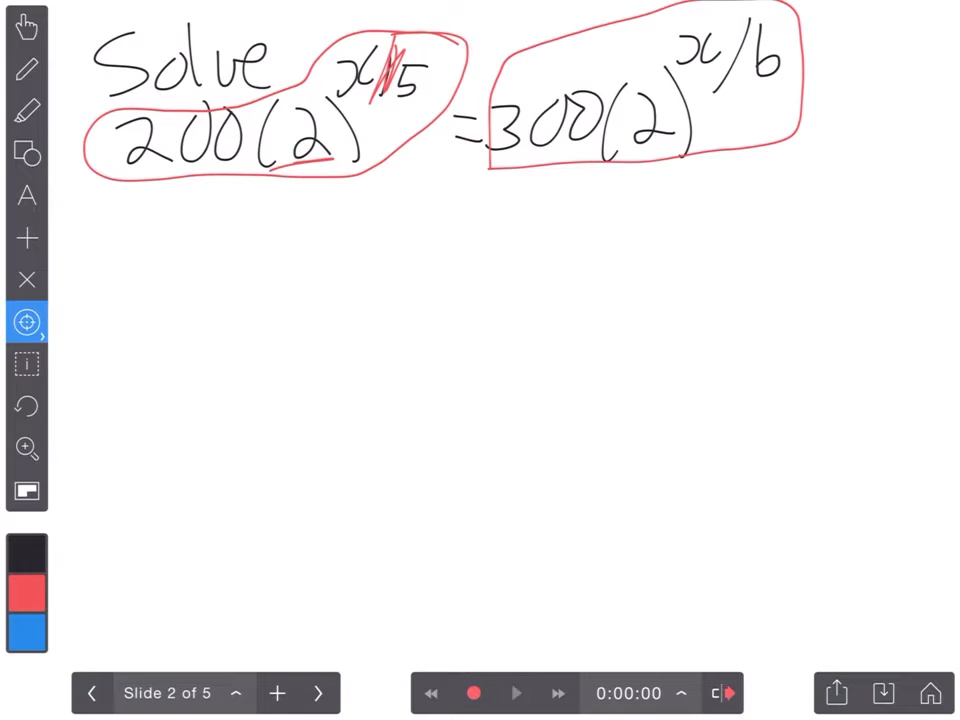 Solve
200(2)^x/5 = 300(2)^x/6
A
i
Slide 2 of 5
0:00:00